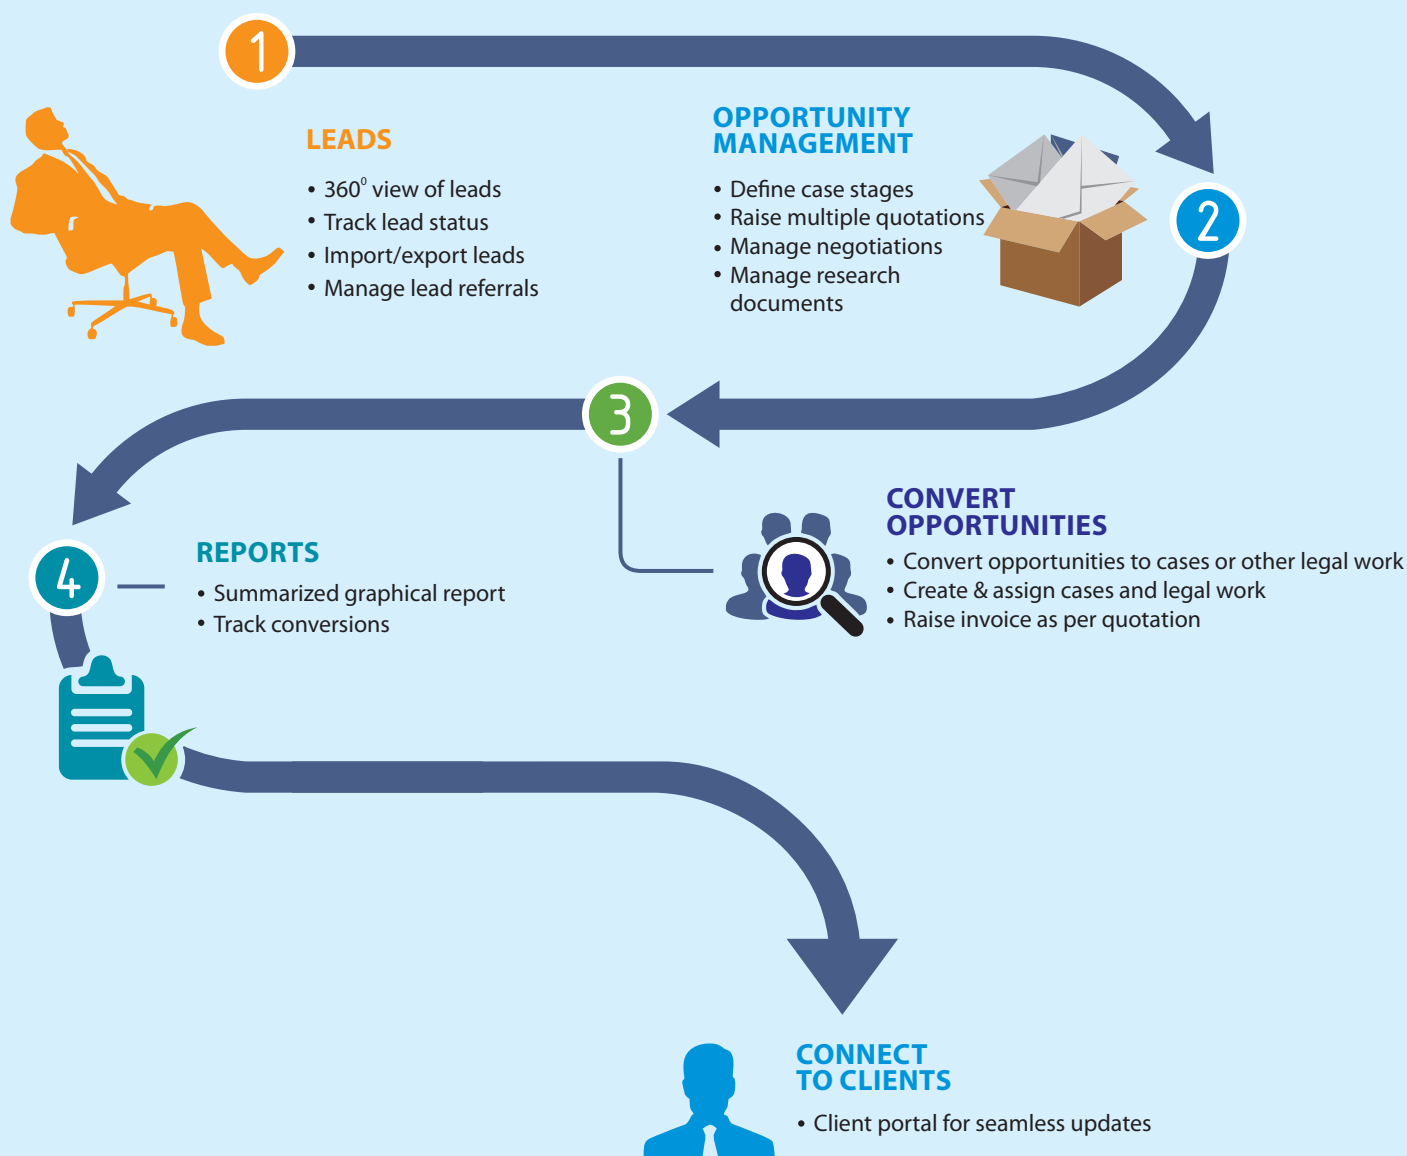 1
LEADS
• 360⁰ view of leads
• Track lead status
• Import/export leads
• Manage lead referrals
OPPORTUNITY
MANAGEMENT
• Define case stages
• Raise multiple quotations
• Manage negotiations
• Manage research
documents
2
3
CONVERT
OPPORTUNITIES
• Convert opportunities to cases or other legal work
• Create & assign cases and legal work
• Raise invoice as per quotation
4
REPORTS
• Summarized graphical report
• Track conversions
CONNECT
TO CLIENTS
• Client portal for seamless updates